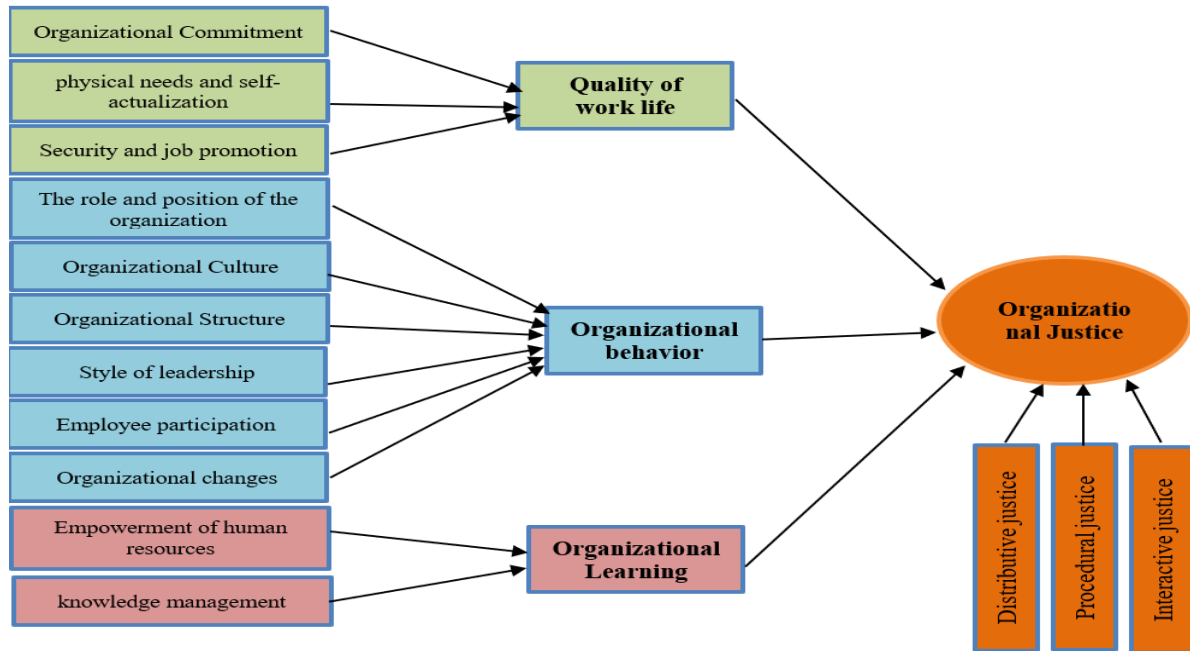 Organizational Commitment
physical needs and self-
actualization
Security and job promotion
The role and position of the
organization
Organizational Culture
Organizational Structure
Style of leadership
Employee participation
Organizational changes
Empowerment of human
resources
knowledge management
Quality of
work life
Organizational
behavior
Organizational
Learning
Organizatio
nal Justice
Distributive justice
Procedural justice
Interactive justice